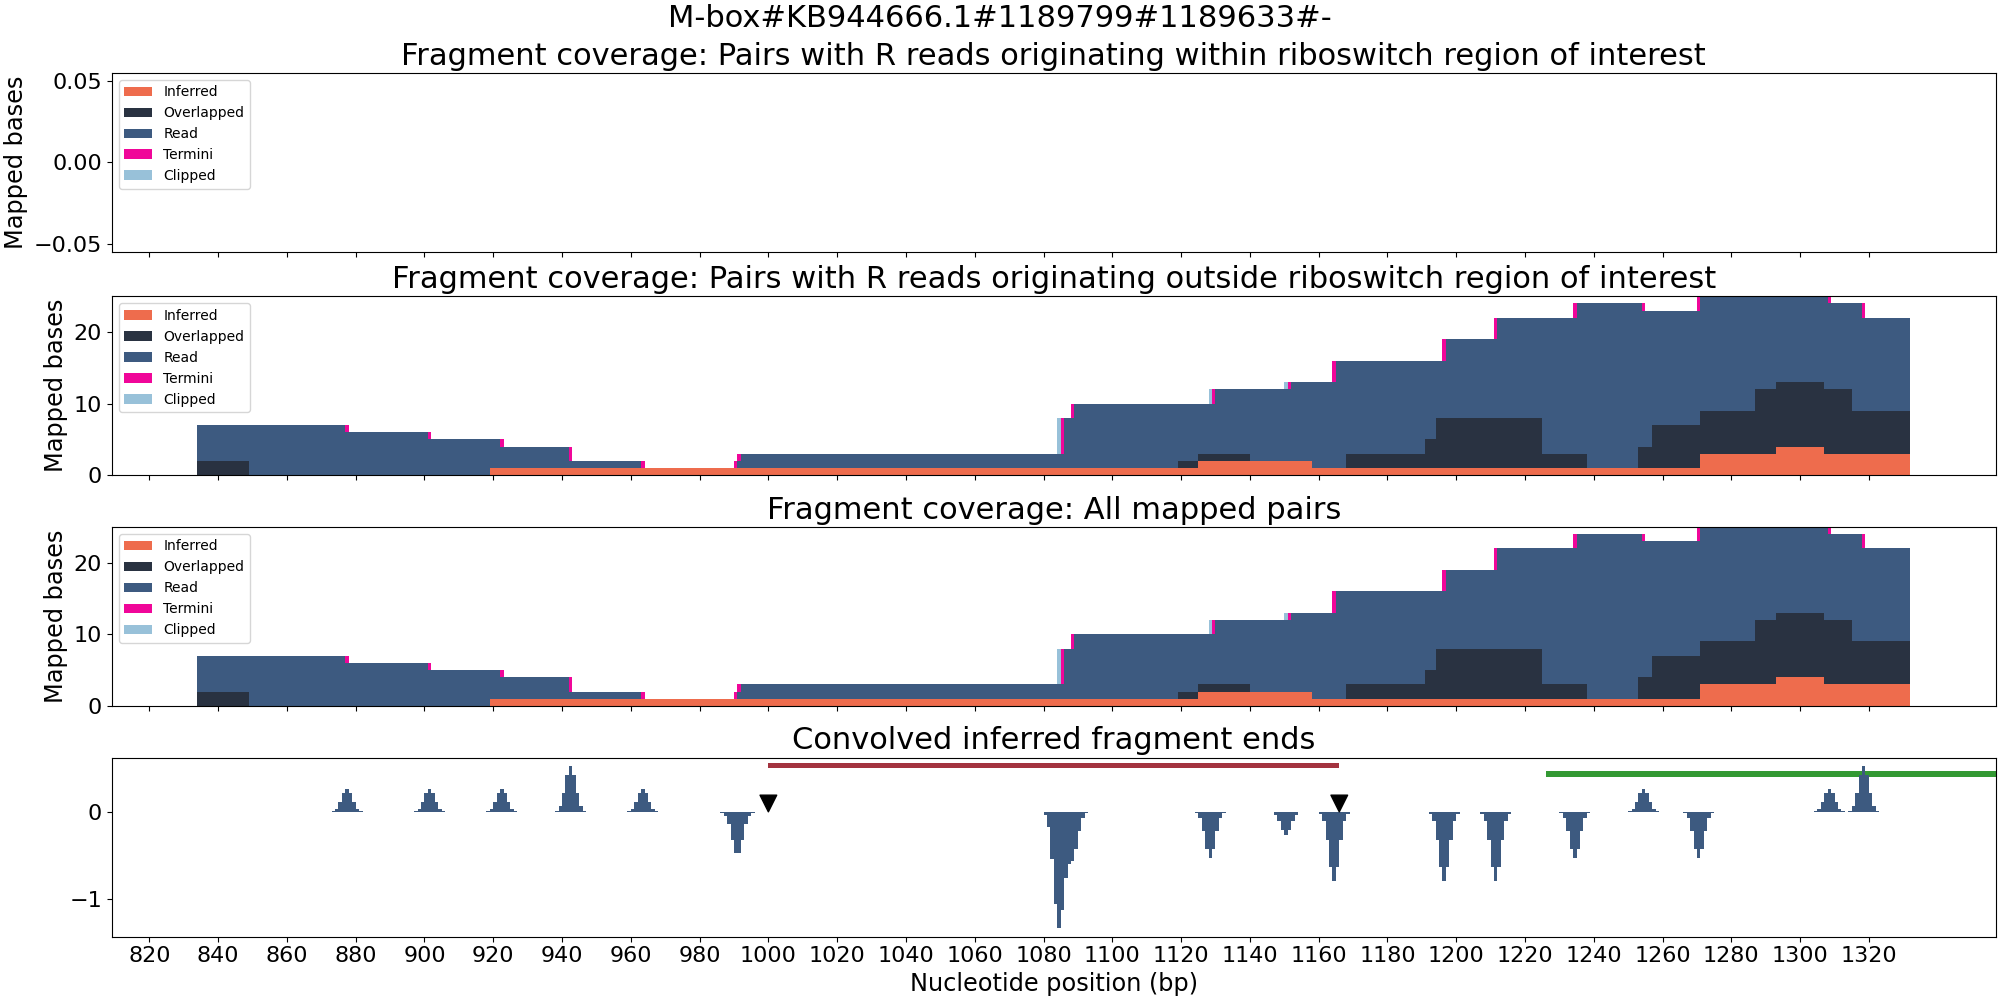 M-box#KB944666.1#1189799#1189633#-
Fragment coverage: Pairs with R reads originating within riboswitch region of interest
Mapped bases
0.05
0.00
−0.05
Inferred
Overlapped
Read
Termini
Clipped
Fragment coverage: Pairs with R reads originating outside riboswitch region of interest
Mapped bases
20
10
0
Inferred
Overlapped
Read
Termini
Clipped
Fragment coverage: All mapped pairs
Mapped bases
20
10
0
Inferred
Overlapped
Read
Termini
Clipped
Convolved inferred fragment ends
0
−1
820 840 860 880 900 920 940 960 980 1000 1020 1040 1060 1080 1100 1120 1140 1160 1180 1200 1220 1240 1260 1280 1300 1320
Nucleotide position (bp)